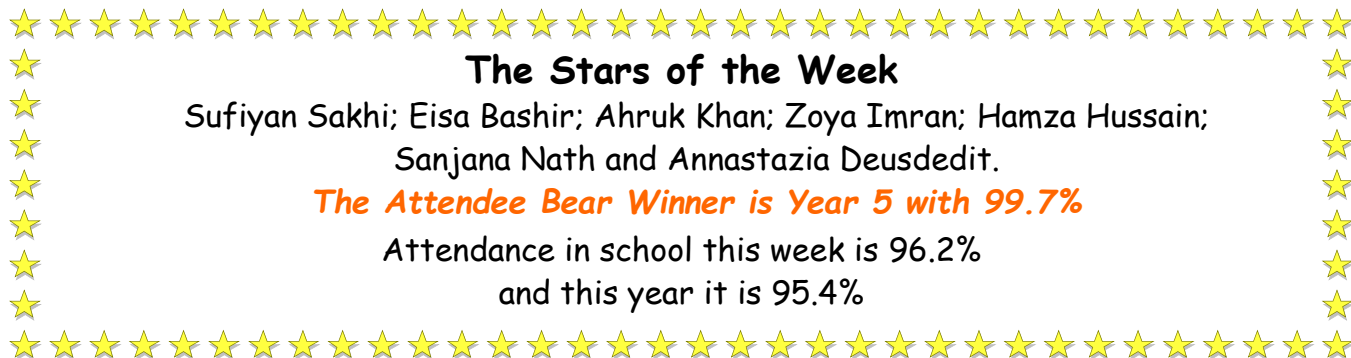 The Stars of the Week
Sufiyan Sakhi; Eisa Bashir; Ahruk Khan; Zoya Imran; Hamza Hussain;
Sanjana Nath and Annastazia Deusdedit.
The Attendee Bear Winner is Year 5 with 99.7%
Attendance in school this week is 96.2%
and this year it is 95.4%